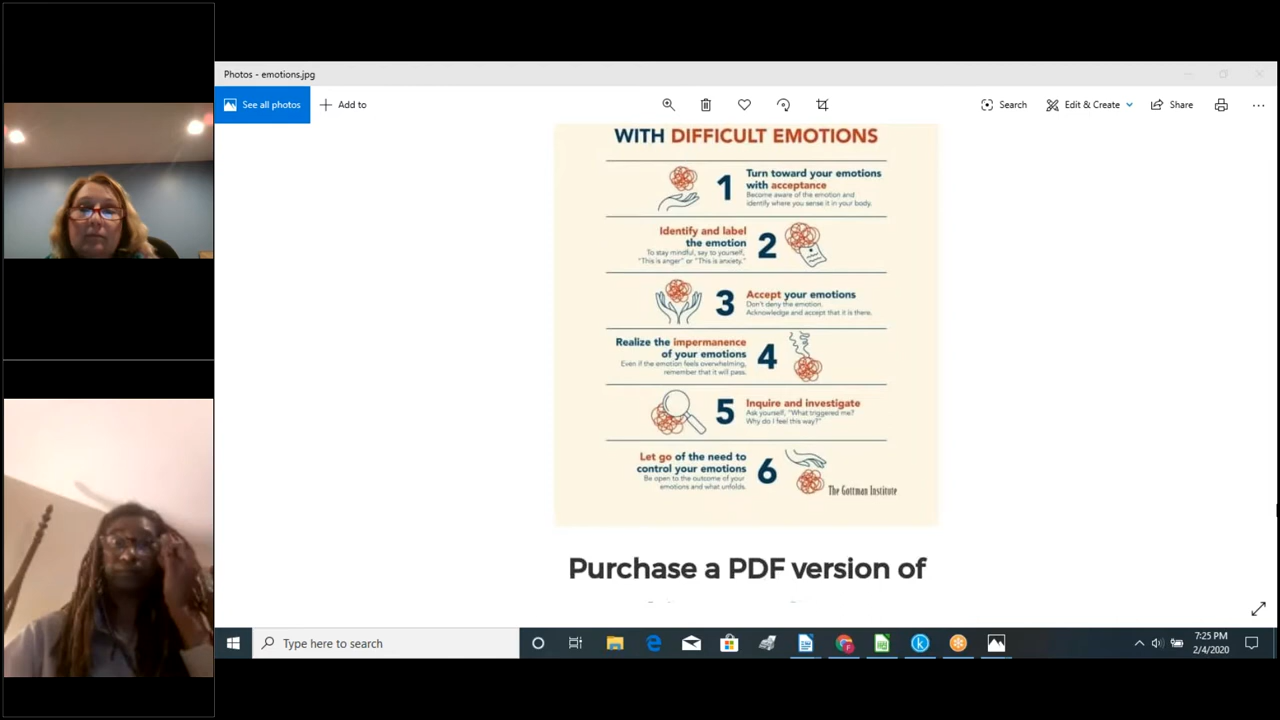 Photos - emotions.jpg
See all photos
Add to
Search
Edit & Create
Share
WITH DIFFICULT EMOTIONS
1
Turn toward your emotions
with acceptance
Become aware of the emotion and
identify where you sense it in your body.
Identify and label
the emotion
To stay mindful, say to yourself,
"This is anger" or "This is anxiety."
2
3
Accept your emotions
Don't deny the emotion.
Acknowledge and accept that it is there.
Realize the impermanence
of your emotions
Even if the emotion feels overwhelming,
remember that it will pass.
4
5
Inquire and investigate
Ask yourself, "What triggered me?
Why do I feel this way?"
Let go of the need to
control your emotions
Be open to the outcome of your
emotions and what unfolds.
6
The Gottman Institute
Purchase a PDF version of
Type here to search
7:25 PM
2/4/2020